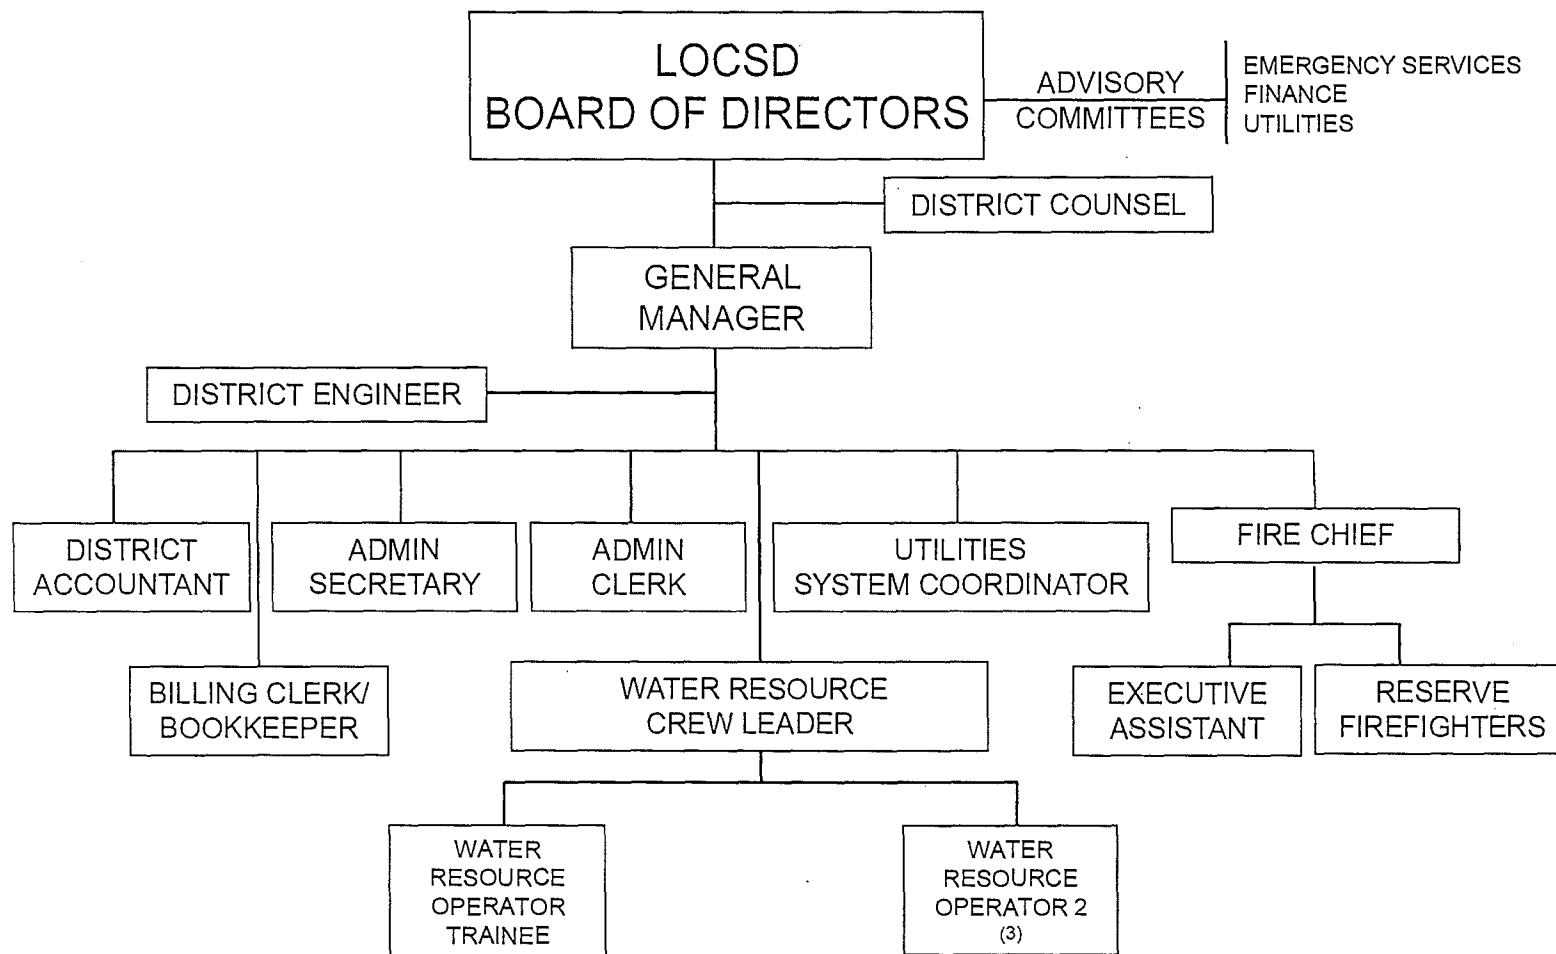 LOCSD
BOARD OF DIRECTORS
ADVISORY
COMMITTEES
EMERGENCY SERVICES
FINANCE
UTILITIES
DISTRICT COUNSEL
GENERAL
MANAGER
DISTRICT ENGINEER
DISTRICT
ACCOUNTANT
ADMIN
SECRETARY
ADMIN
CLERK
UTILITIES
SYSTEM COORDINATOR
FIRE CHIEF
BILLING CLERK/
BOOKKEEPER
WATER RESOURCE
CREW LEADER
EXECUTIVE
ASSISTANT
RESERVE
FIREFIGHTERS
WATER
RESOURCE
OPERATOR
TRAINEE
WATER
RESOURCE
OPERATOR 2
(3)